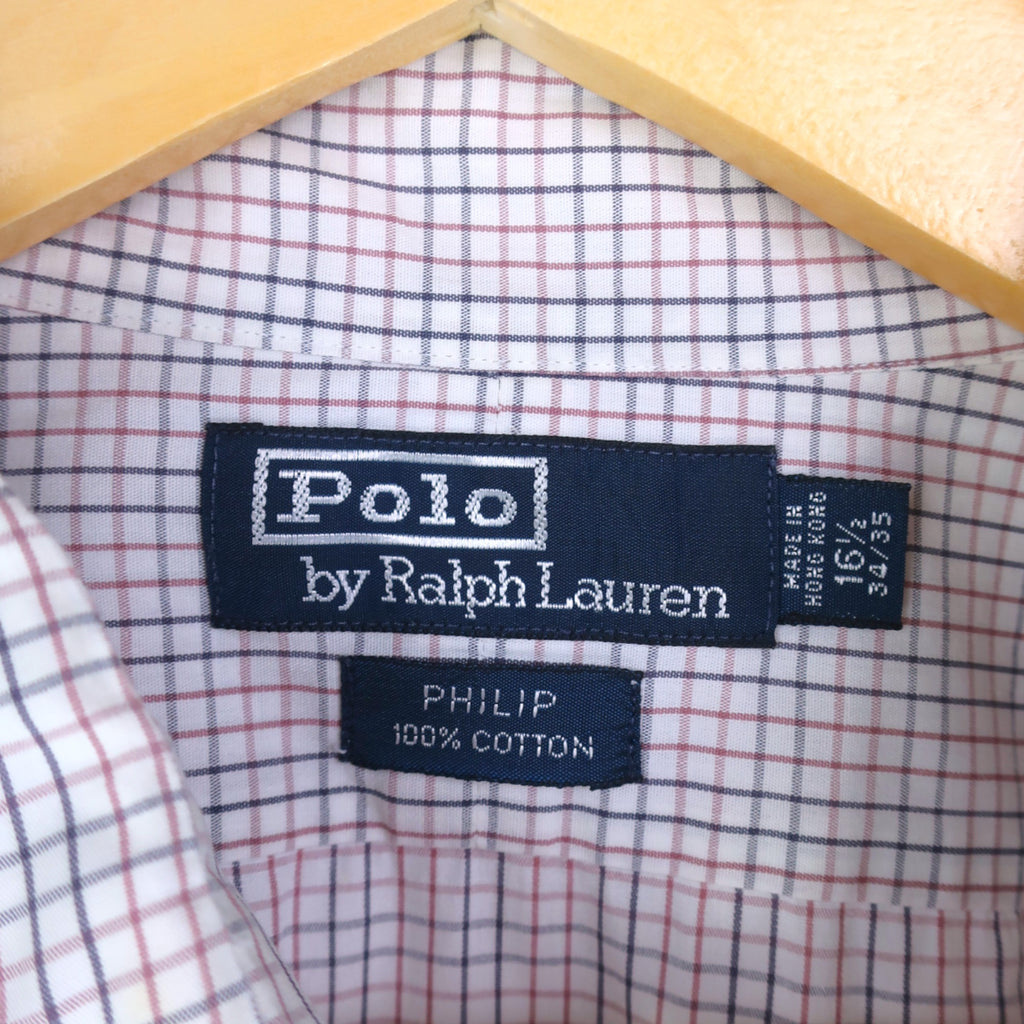 Polo
by Ralph Lauren
MADE IN
HONG KONG
16½
34/35
PHILIP
100% COTTON